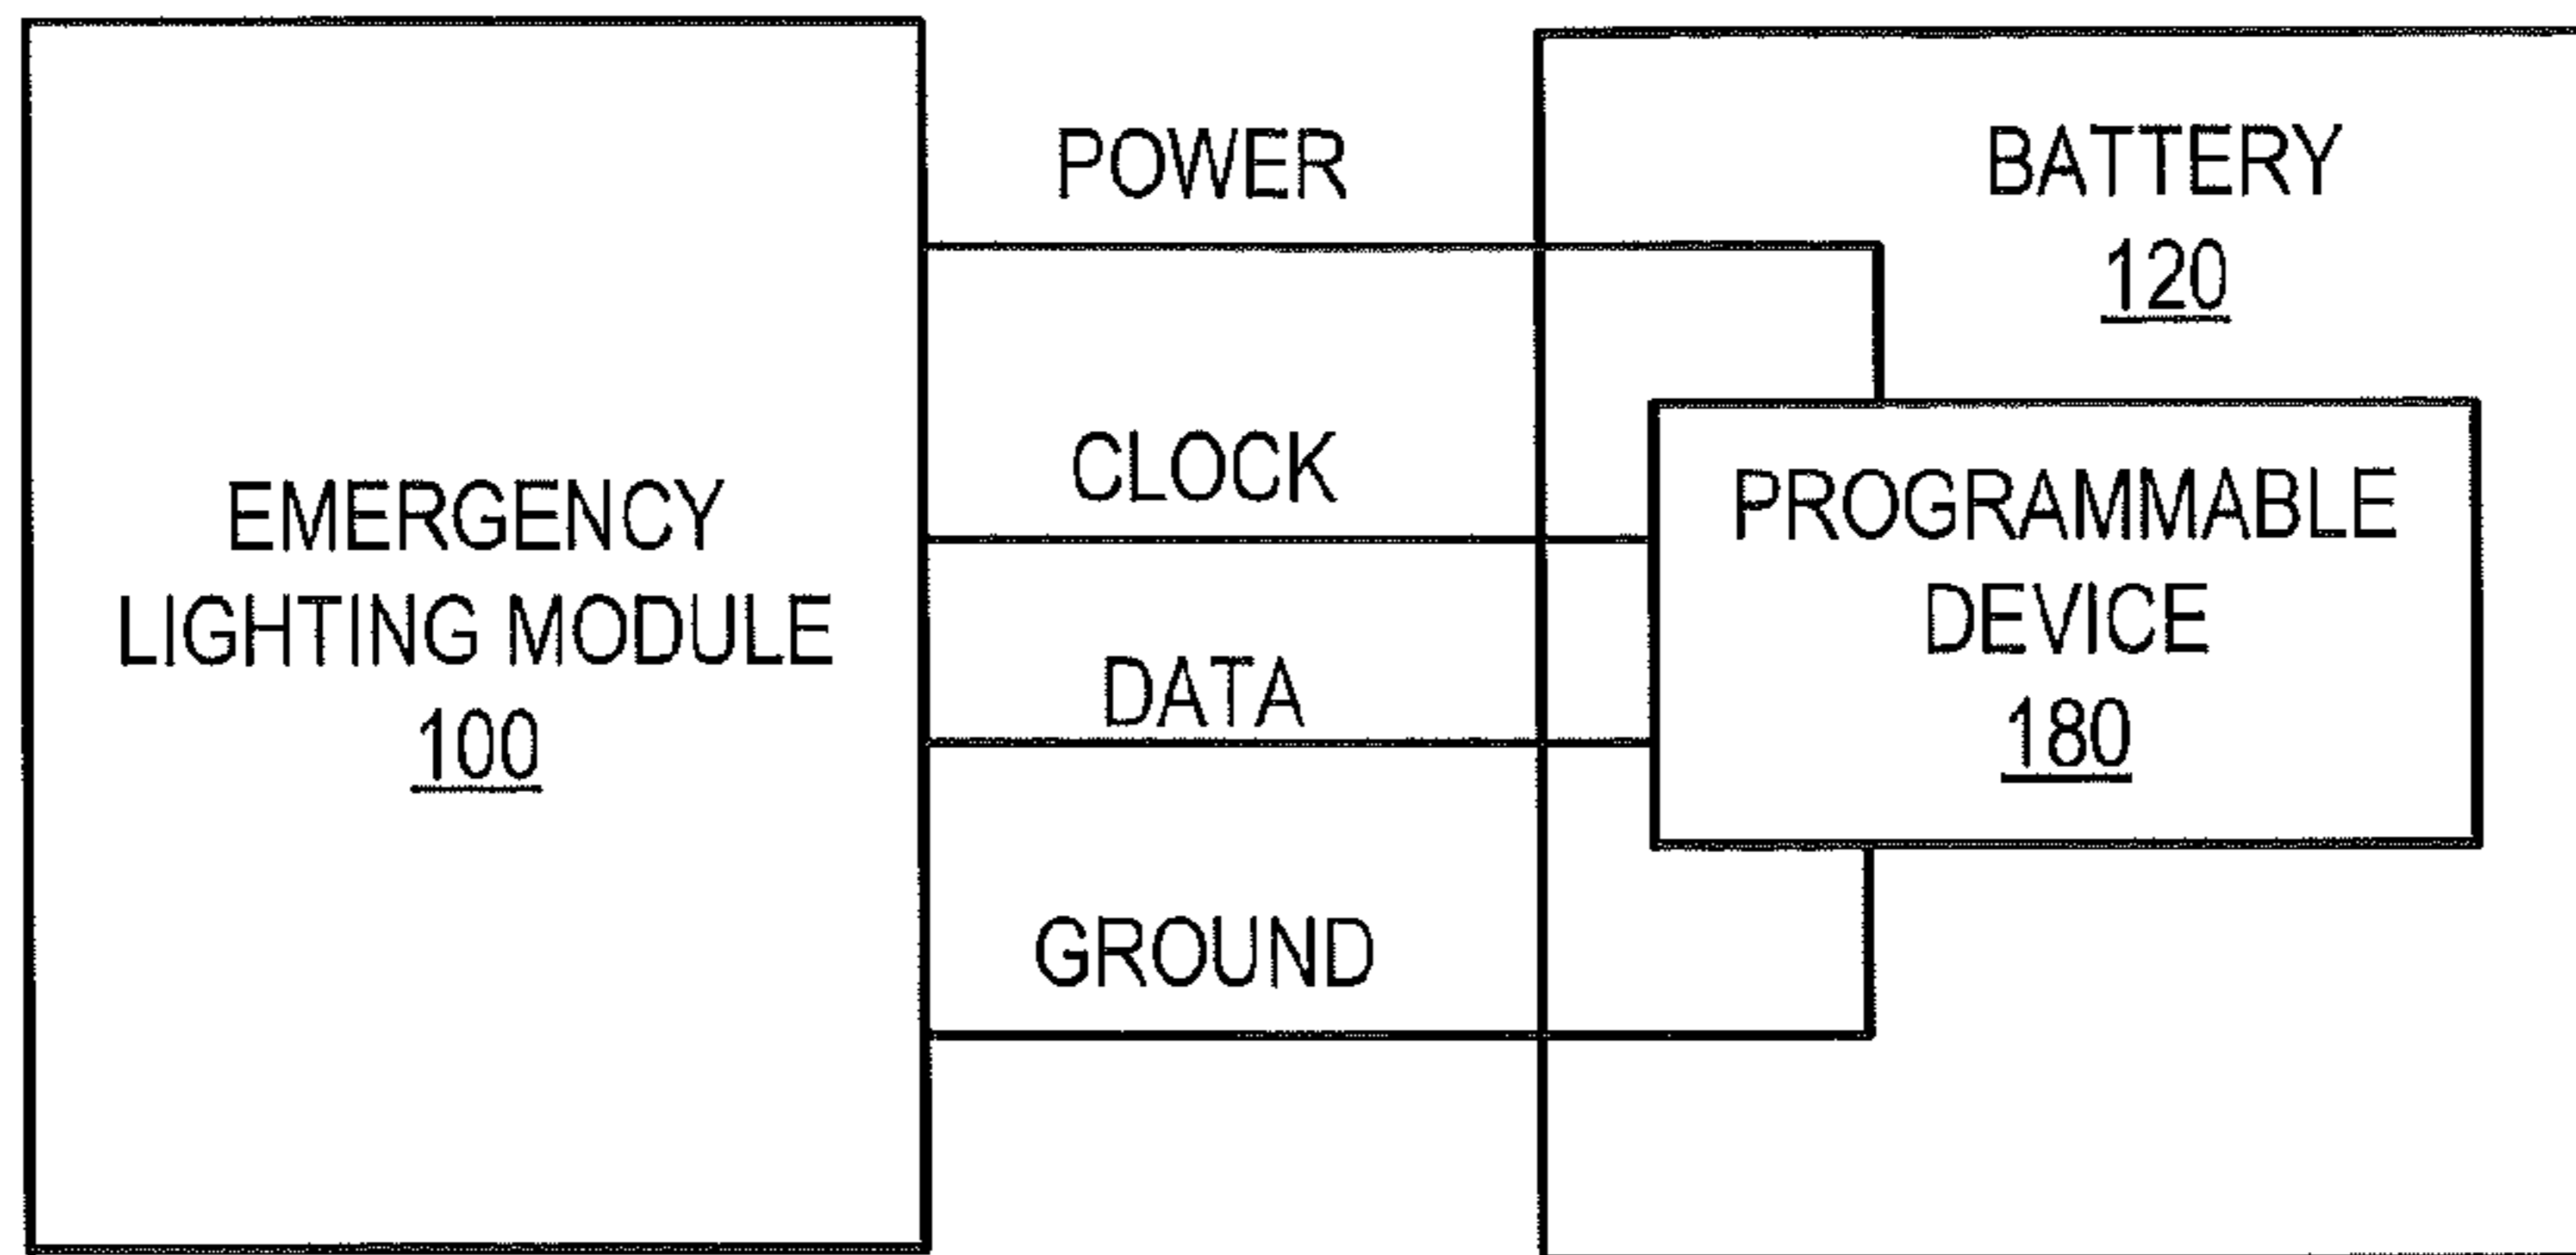 EMERGENCY
LIGHTING MODULE
100
POWER
CLOCK
DATA
GROUND
BATTERY
120
PROGRAMMABLE
DEVICE
180